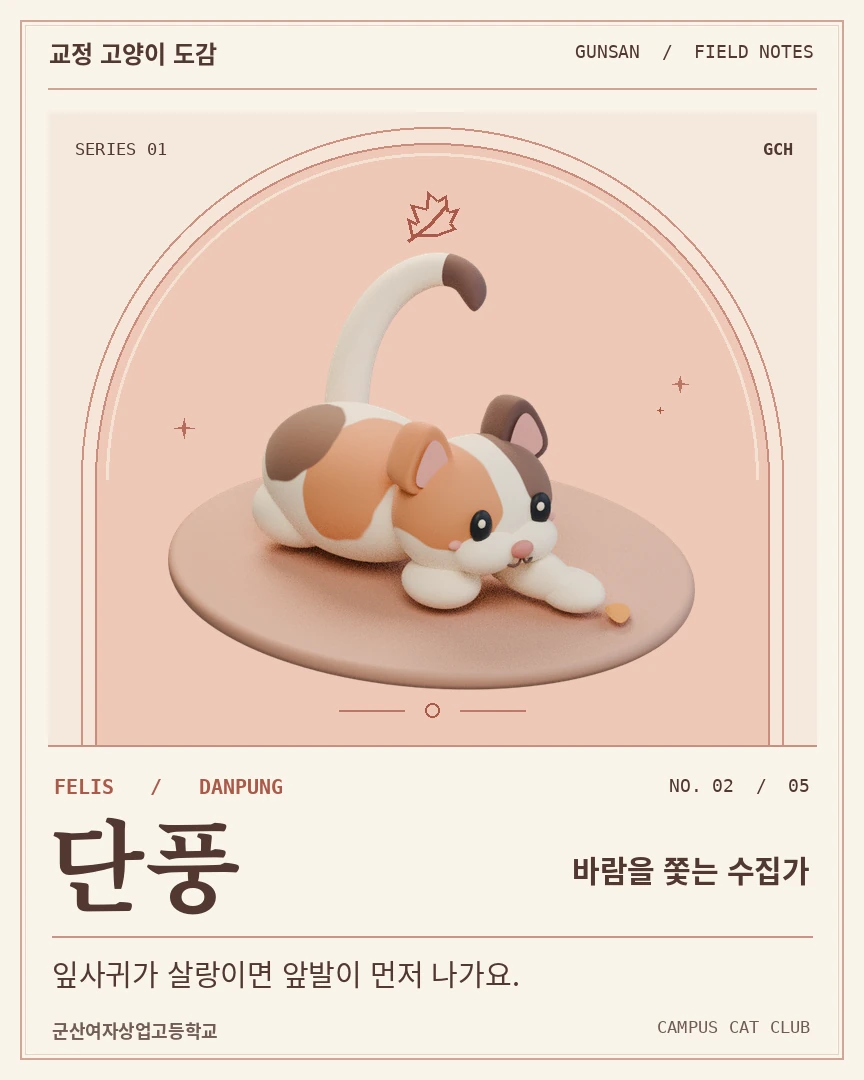 교정 고양이 도감
GUNSAN / FIELD NOTES
SERIES 01
GCH
FELIS / DANPUNG
NO. 02 / 05
단풍
바람을 쫓는 수집가
잎사귀가 살랑이면 앞발이 먼저 나가요.
군산여자상업고등학교
CAMPUS CAT CLUB